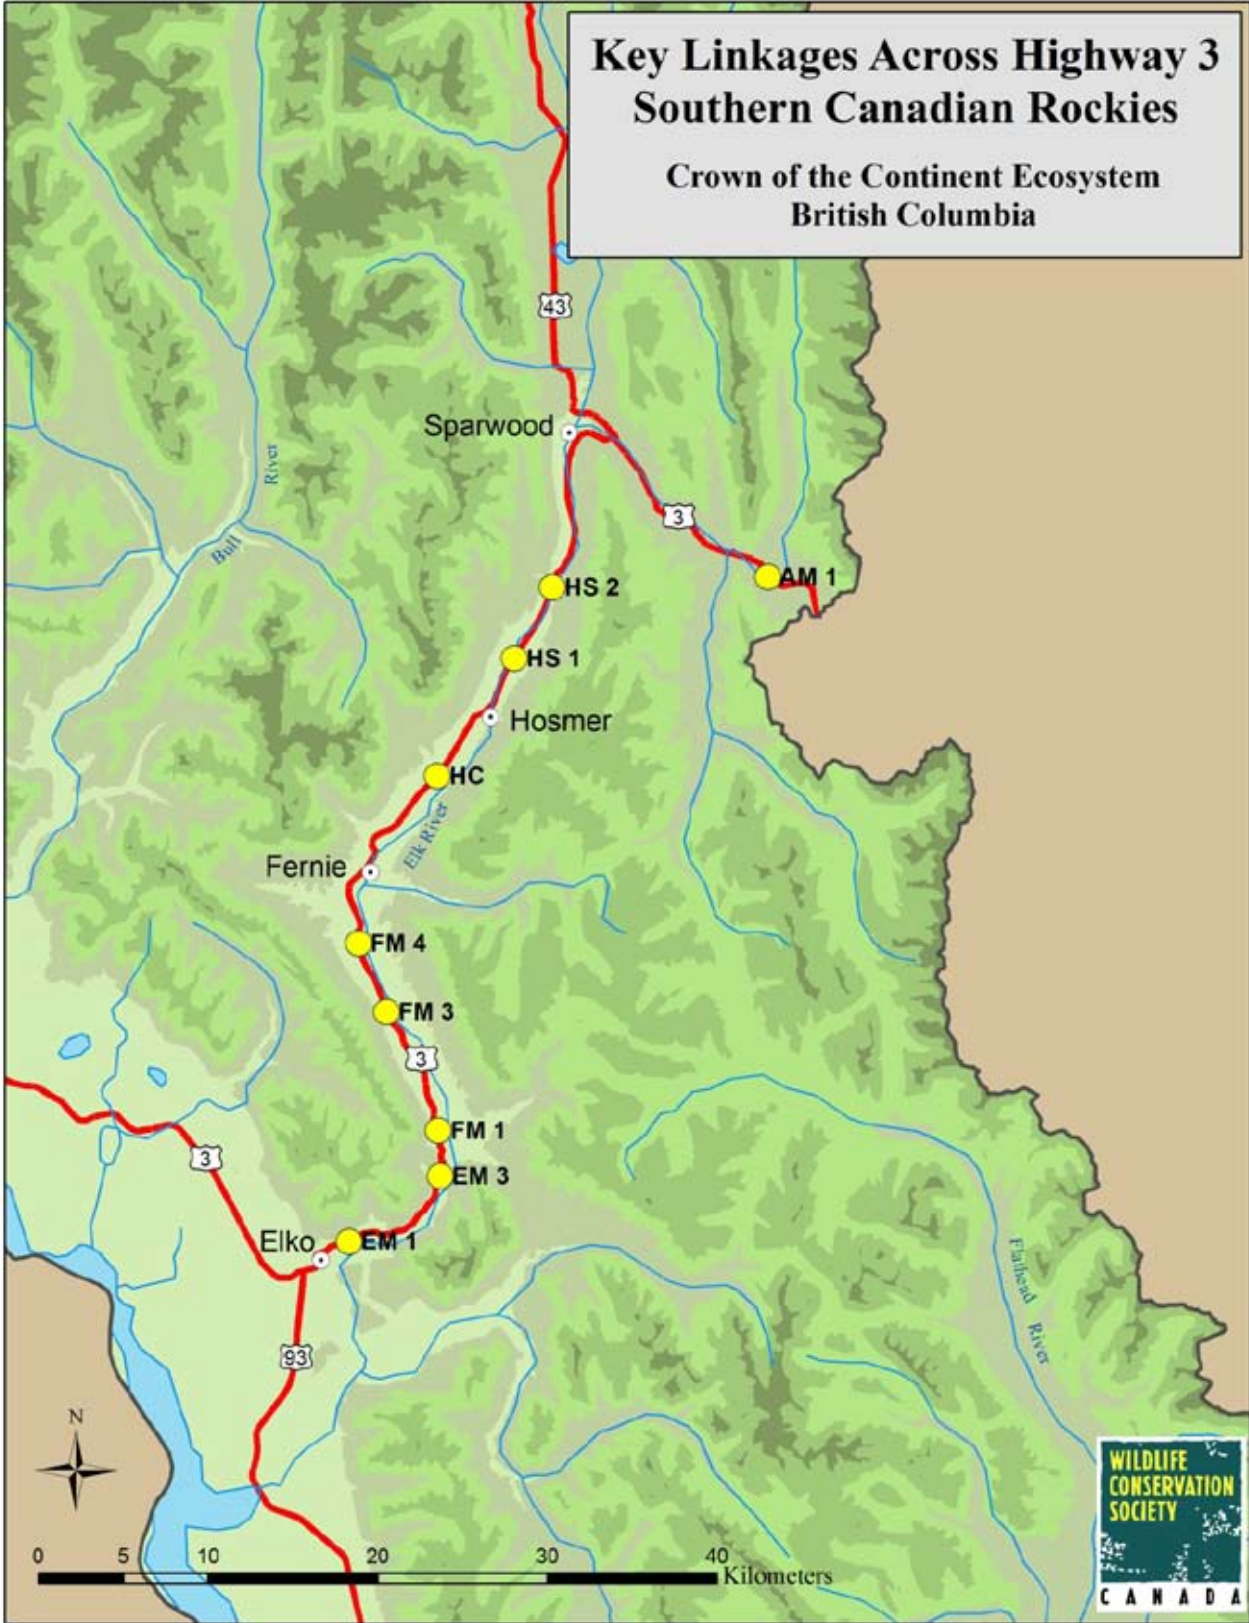 Key Linkages Across Highway 3
Southern Canadian Rockies
Crown of the Continent Ecosystem
British Columbia
43
Sparwood
River
3
Bull
AM 1
HS 2
HS 1
Hosmer
HC
Elk River
Fernie
FM 4
FM 3
3
FM 1
3
EM 3
Elko
EM 1
Flathead River
93
N
WILDLIFE
CONSERVATION
SOCIETY
CANADA
0 5 10 20 30 40
Kilometers